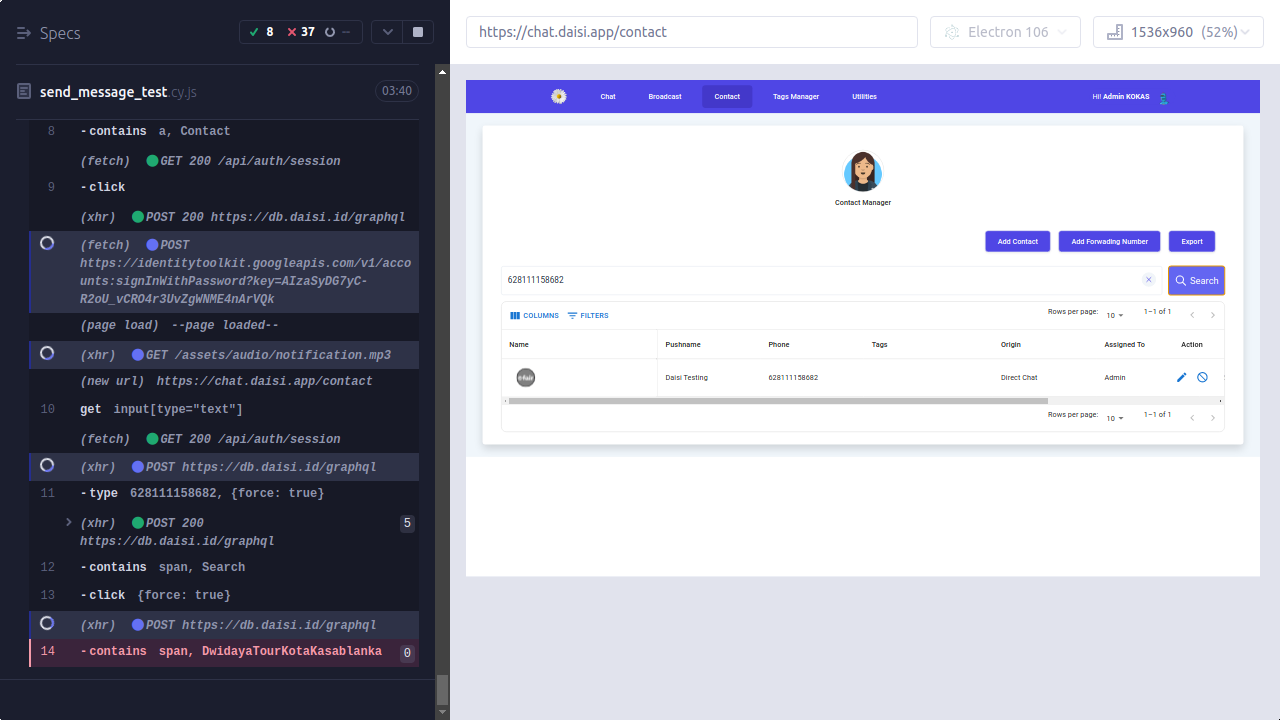 Specs
8
37
--
send_message_test.cy.js
03:40
8 -contains a, Contact
(fetch) GET 200 /api/auth/session
9 -click
(xhr) POST 200 https://db.daisi.id/graphql
(fetch) POST
https://identitytoolkit.googleapis.com/v1/acco
unts:signInWithPassword?key=AIzaSyDG7yC-
R2oU_vCRO4r3UvZgWNME4nArVQk
(page load) --page loaded--
(xhr) GET /assets/audio/notification.mp3
(new url) https://chat.daisi.app/contact
10 get input[type="text"]
(fetch) GET 200 /api/auth/session
(xhr) POST https://db.daisi.id/graphql
11 -type 628111158682, {force: true}
(xhr) POST 200 5
https://db.daisi.id/graphql
12 -contains span, Search
13 -click {force: true}
(xhr) POST https://db.daisi.id/graphql
14 -contains span, DwidayaTourKotaKasablanka 0
https://chat.daisi.app/contact
Electron 106
1536x960 (52%)
Chat Broadcast Contact Tags Manager Utilities Hi! Admin KOKAS
Contact Manager
Add Contact Add Forwading Number Export
628111158682
Search
COLUMNS FILTERS Rows per page: 10 1–1 of 1
Name Pushname Phone Tags Origin Assigned To Action
Daisi Testing 628111158682 Direct Chat Admin
Rows per page: 10 1–1 of 1